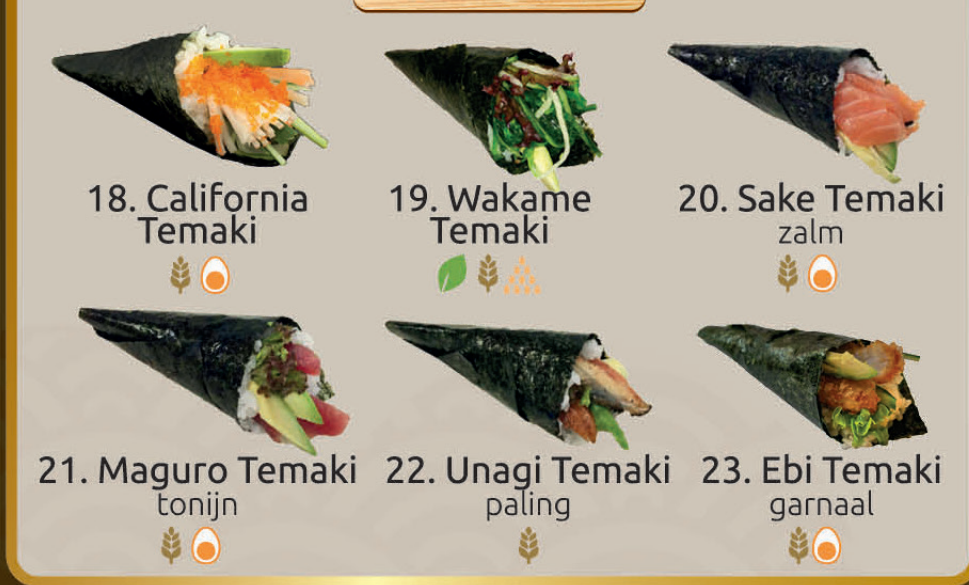 18. California
Temaki
19. Wakame
Temaki
20. Sake Temaki
zalm
21. Maguro Temaki
tonijn
22. Unagi Temaki
paling
23. Ebi Temaki
garnaal